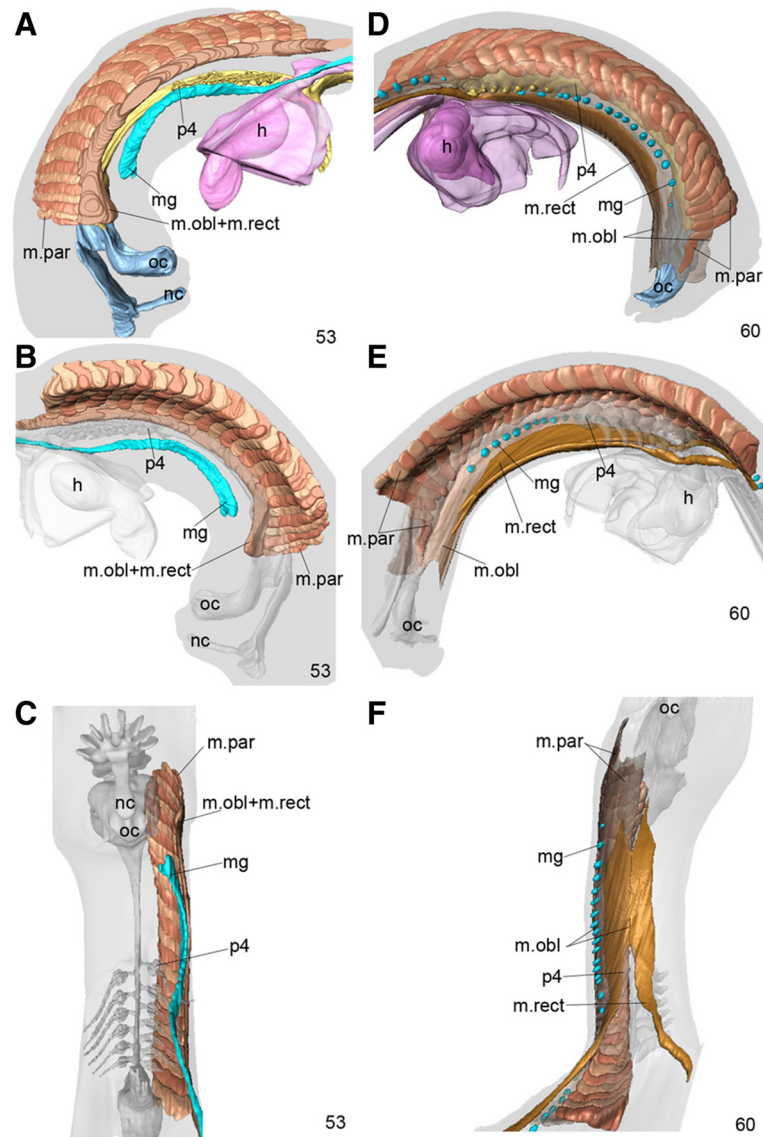 A
p4
h
mg
m.obl+m.rect
m.par
oc
nc
53
D
h
p4
m.rect
mg
m.obl
m.par
oc
60
B
p4
h
mg
m.obl+m.rect
m.par
oc
nc
53
E
p4
mg
h
m.rect
m.par
m.obl
oc
60
C
m.par
nc
m.obl+m.rect
oc
mg
p4
53
F
oc
m.par
mg
m.obl
p4
m.rect
60